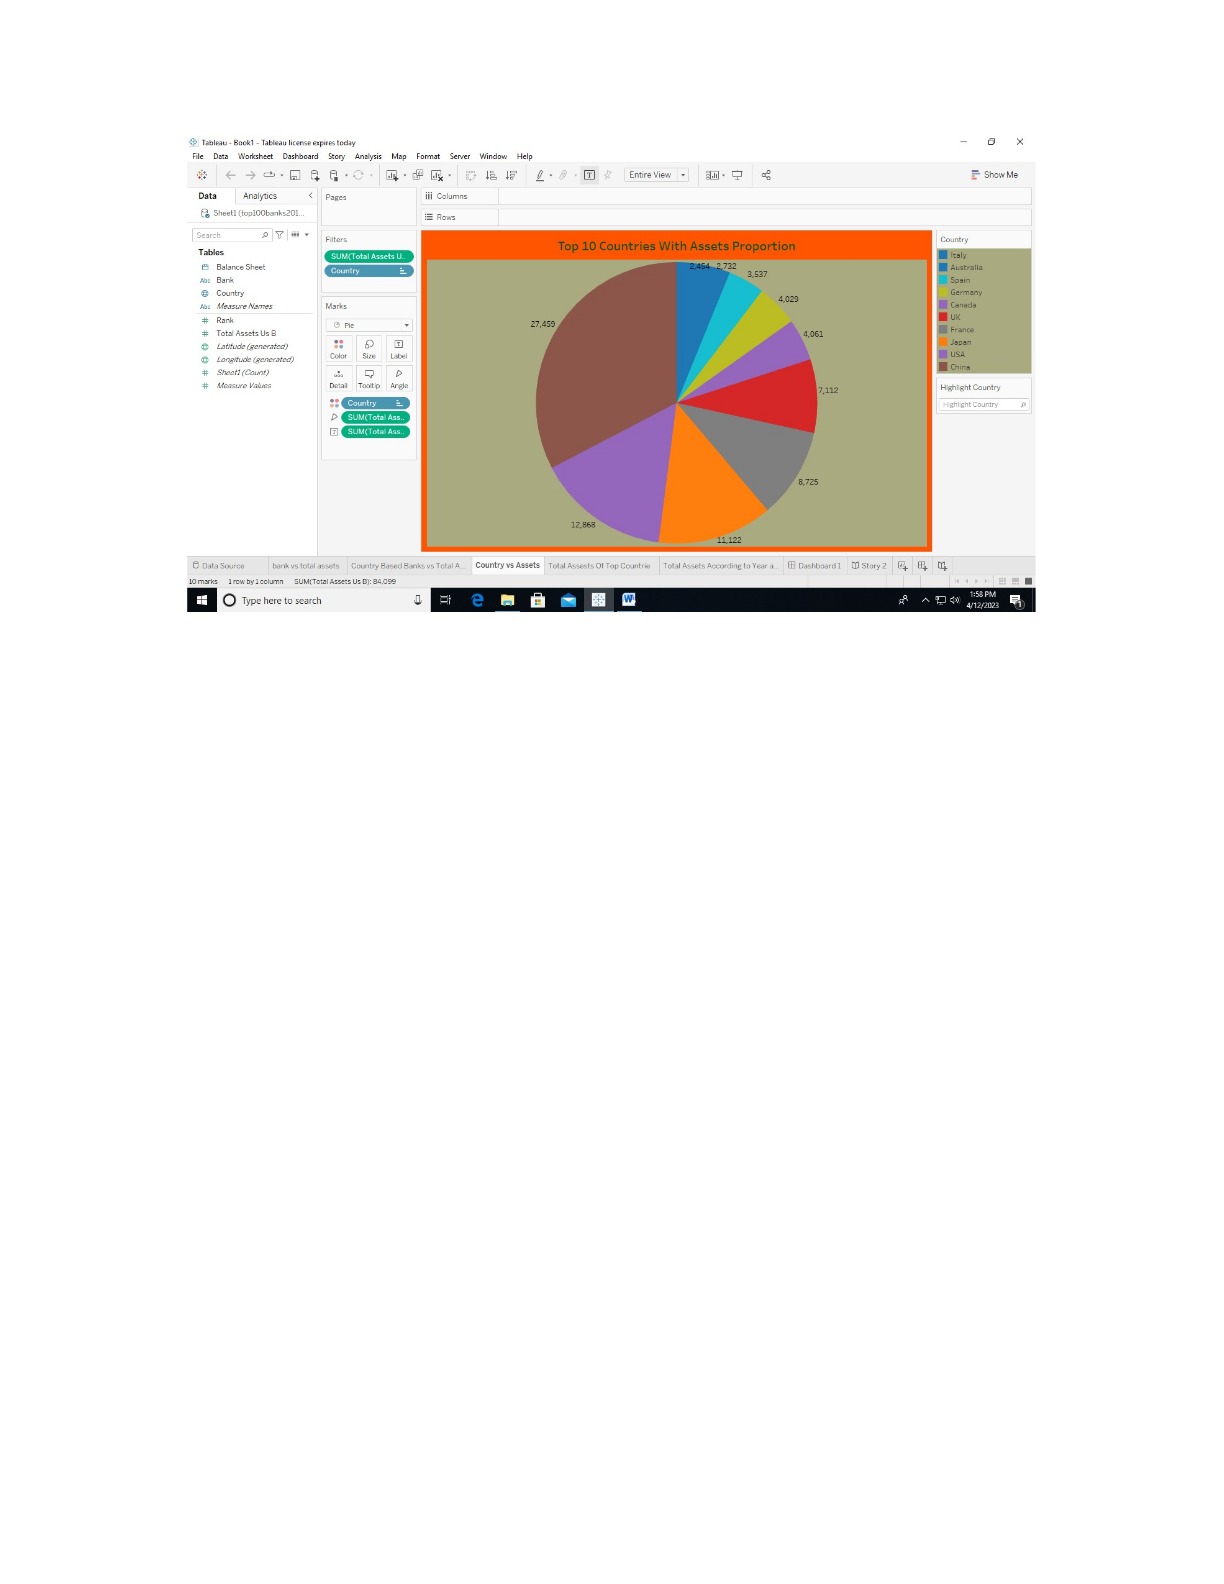 Tableau - Book1 - Tableau license expires today
File Data Worksheet Dashboard Story Analysis Map Format Server Window Help
Entire View
Show Me
Data Analytics
Sheet1 (top100banks201...
Search
Tables
Balance Sheet
Abc Bank
Country
Abc Measure Names
# Rank
# Total Assets Us B
Latitude (generated)
Longitude (generated)
# Sheet1 (Count)
# Measure Values
Pages
Filters
SUM(Total Assets U..
Country
Marks
Pie
Color Size Label
Detail Tooltip Angle
Country
SUM(Total Ass..
SUM(Total Ass..
Columns
Rows
Top 10 Countries With Assets Proportion
2,454 2,732
3,537
4,029
27,459
4,061
7,112
8,725
12,868
11,122
Country
Italy
Australia
Spain
Germany
Canada
UK
France
Japan
USA
China
Highlight Country
Highlight Country
Data Source bank vs total assets Country Based Banks vs Total A... Country vs Assets Total Assests Of Top Countrie Total Assets According to Year a... Dashboard 1 Story 2
10 marks 1 row by 1 column SUM(Total Assets Us B): 84,099
Type here to search
1:58 PM
4/12/2023
1